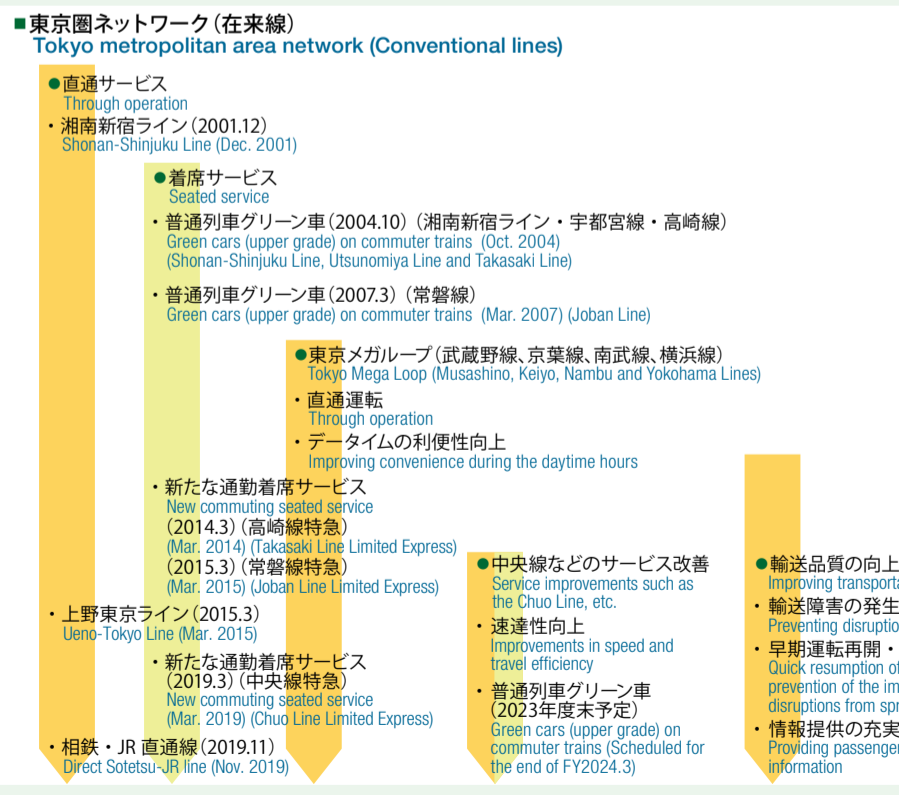 ■東京圏ネットワーク（在来線）
Tokyo metropolitan area network (Conventional lines)
●直通サービス
Through operation
・湘南新宿ライン（2001.12）
Shonan-Shinjuku Line (Dec. 2001)
●着席サービス
Seated service
・普通列車グリーン車（2004.10）（湘南新宿ライン・宇都宮線・高崎線）
Green cars (upper grade) on commuter trains (Oct. 2004)
(Shonan-Shinjuku Line, Utsunomiya Line and Takasaki Line)
・普通列車グリーン車（2007.3）（常磐線）
Green cars (upper grade) on commuter trains (Mar. 2007) (Joban Line)
●東京メガループ（武蔵野線、京葉線、南武線、横浜線）
Tokyo Mega Loop (Musashino, Keiyo, Nambu and Yokohama Lines)
・直通運転
Through operation
・データイムの利便性向上
Improving convenience during the daytime hours
・新たな通勤着席サービス
New commuting seated service
（2014.3）（高崎線特急）
(Mar. 2014) (Takasaki Line Limited Express)
（2015.3）（常磐線特急）
(Mar. 2015) (Joban Line Limited Express)
・上野東京ライン（2015.3）
Ueno-Tokyo Line (Mar. 2015)
・新たな通勤着席サービス
（2019.3）（中央線特急）
New commuting seated service
(Mar. 2019) (Chuo Line Limited Express)
・相鉄・JR 直通線（2019.11）
Direct Sotetsu-JR line (Nov. 2019)
●中央線などのサービス改善
Service improvements such as
the Chuo Line, etc.
・速達性向上
Improvements in speed and
travel efficiency
・普通列車グリーン車
（2023年度末予定）
Green cars (upper grade) on
commuter trains (Scheduled for
the end of FY2024.3)
●輸送品質の向上
Improving transporta
・輸送障害の発生
Preventing disruptio
・早期運転再開・
Quick resumption of
prevention of the im
disruptions from spr
・情報提供の充実
Providing passenger
information